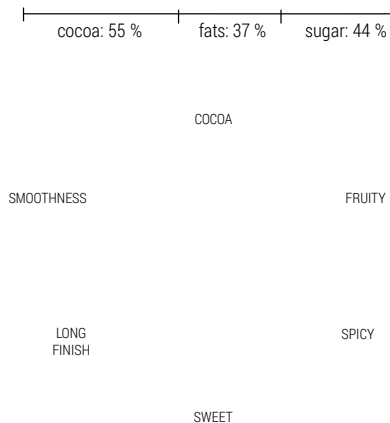 cocoa: 55 % fats: 37 % sugar: 44 %
COCOA
SMOOTHNESS FRUITY
LONG
FINISH
SPICY
SWEET